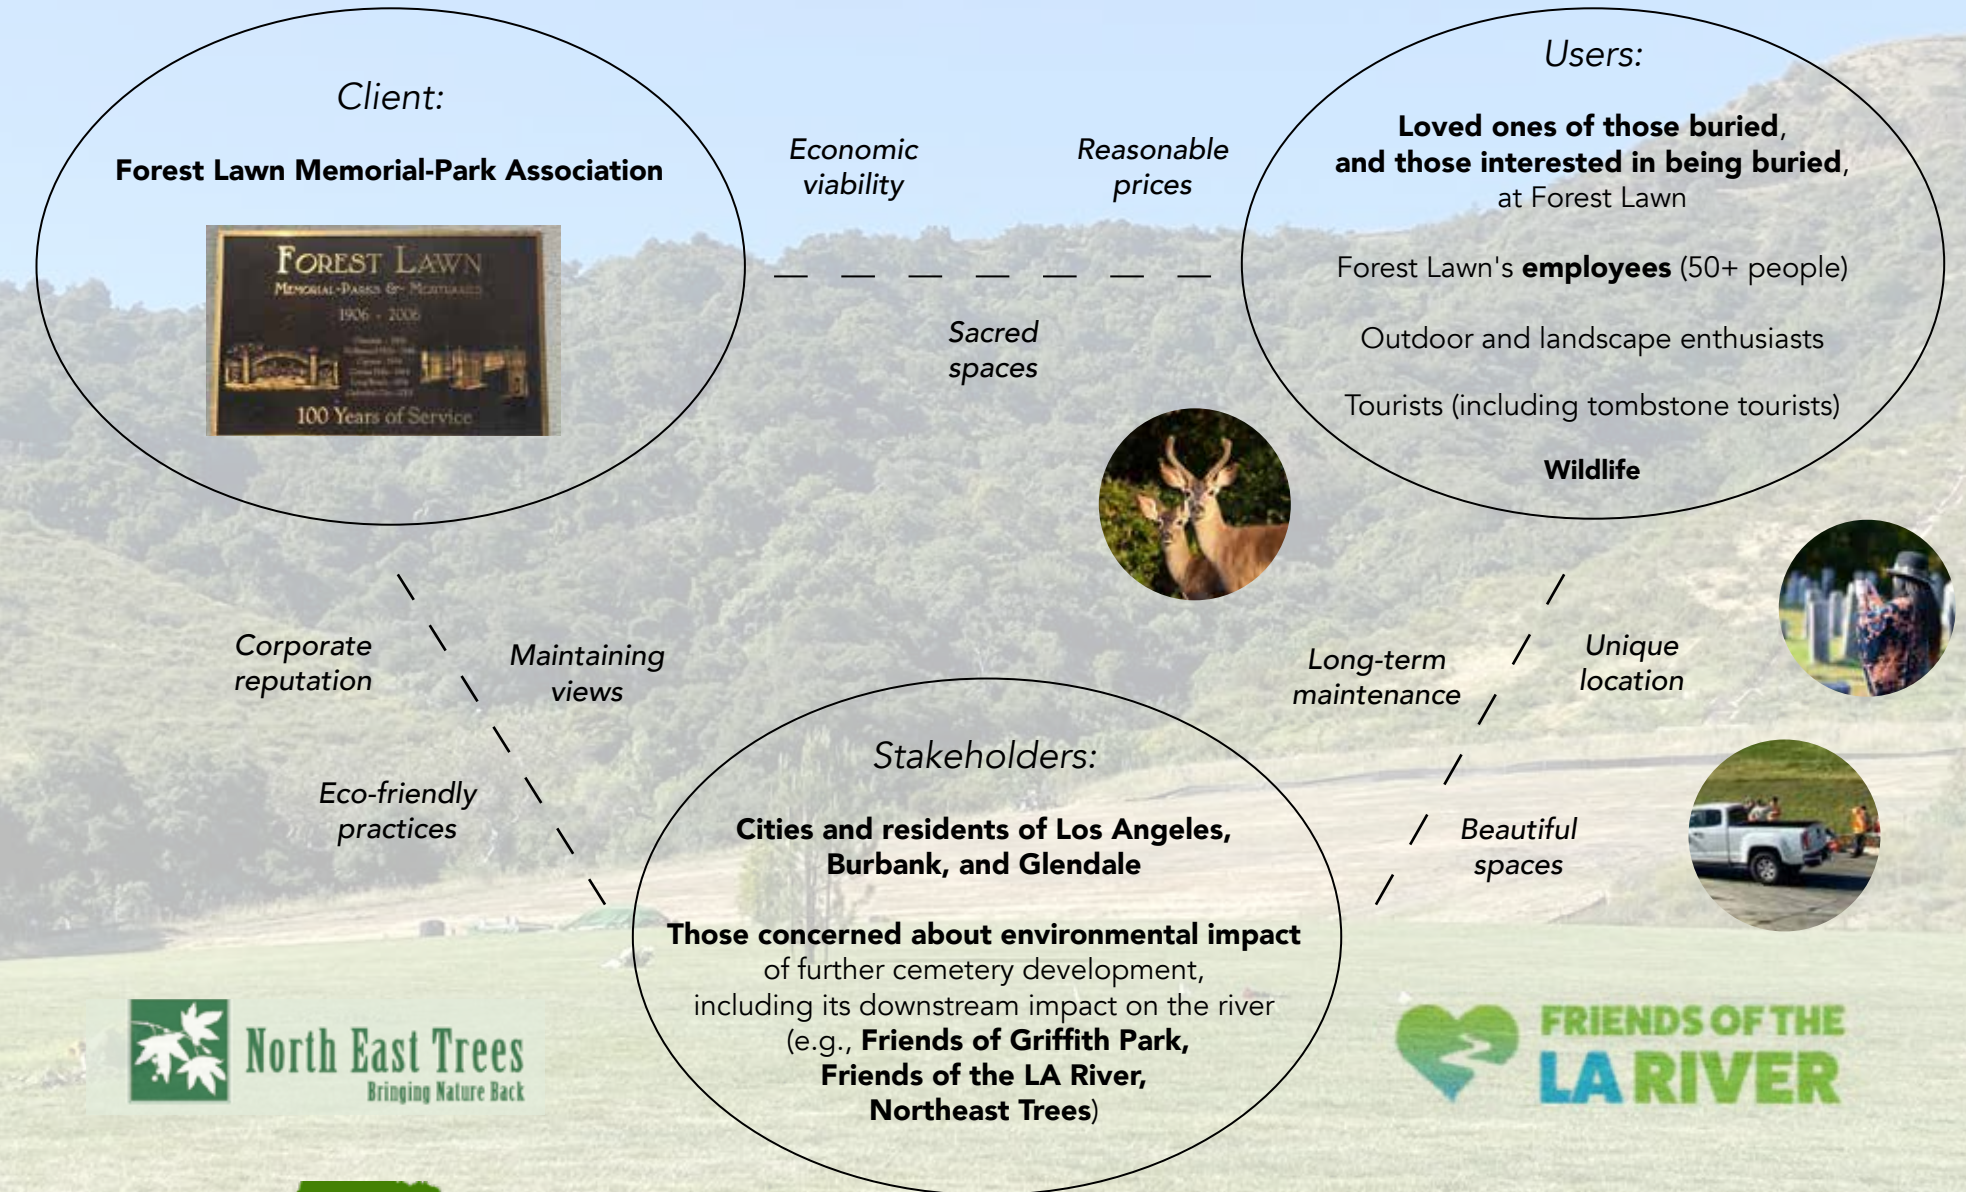 Client:
Forest Lawn Memorial-Park Association
FOREST LAWN
MEMORIAL-PARKS & MORTUARIES
1906 - 2006
100 Years of Service
Economic
viability
Reasonable
prices
Sacred
spaces
Users:
Loved ones of those buried,
and those interested in being buried,
at Forest Lawn
Forest Lawn's employees (50+ people)
Outdoor and landscape enthusiasts
Tourists (including tombstone tourists)
Wildlife
Corporate
reputation
Maintaining
views
Eco-friendly
practices
Long-term
maintenance
Unique
location
Beautiful
spaces
Stakeholders:
Cities and residents of Los Angeles,
Burbank, and Glendale
Those concerned about environmental impact
of further cemetery development,
including its downstream impact on the river
(e.g., Friends of Griffith Park,
Friends of the LA River,
Northeast Trees)
North East Trees
Bringing Nature Back
FRIENDS OF THE
LA RIVER